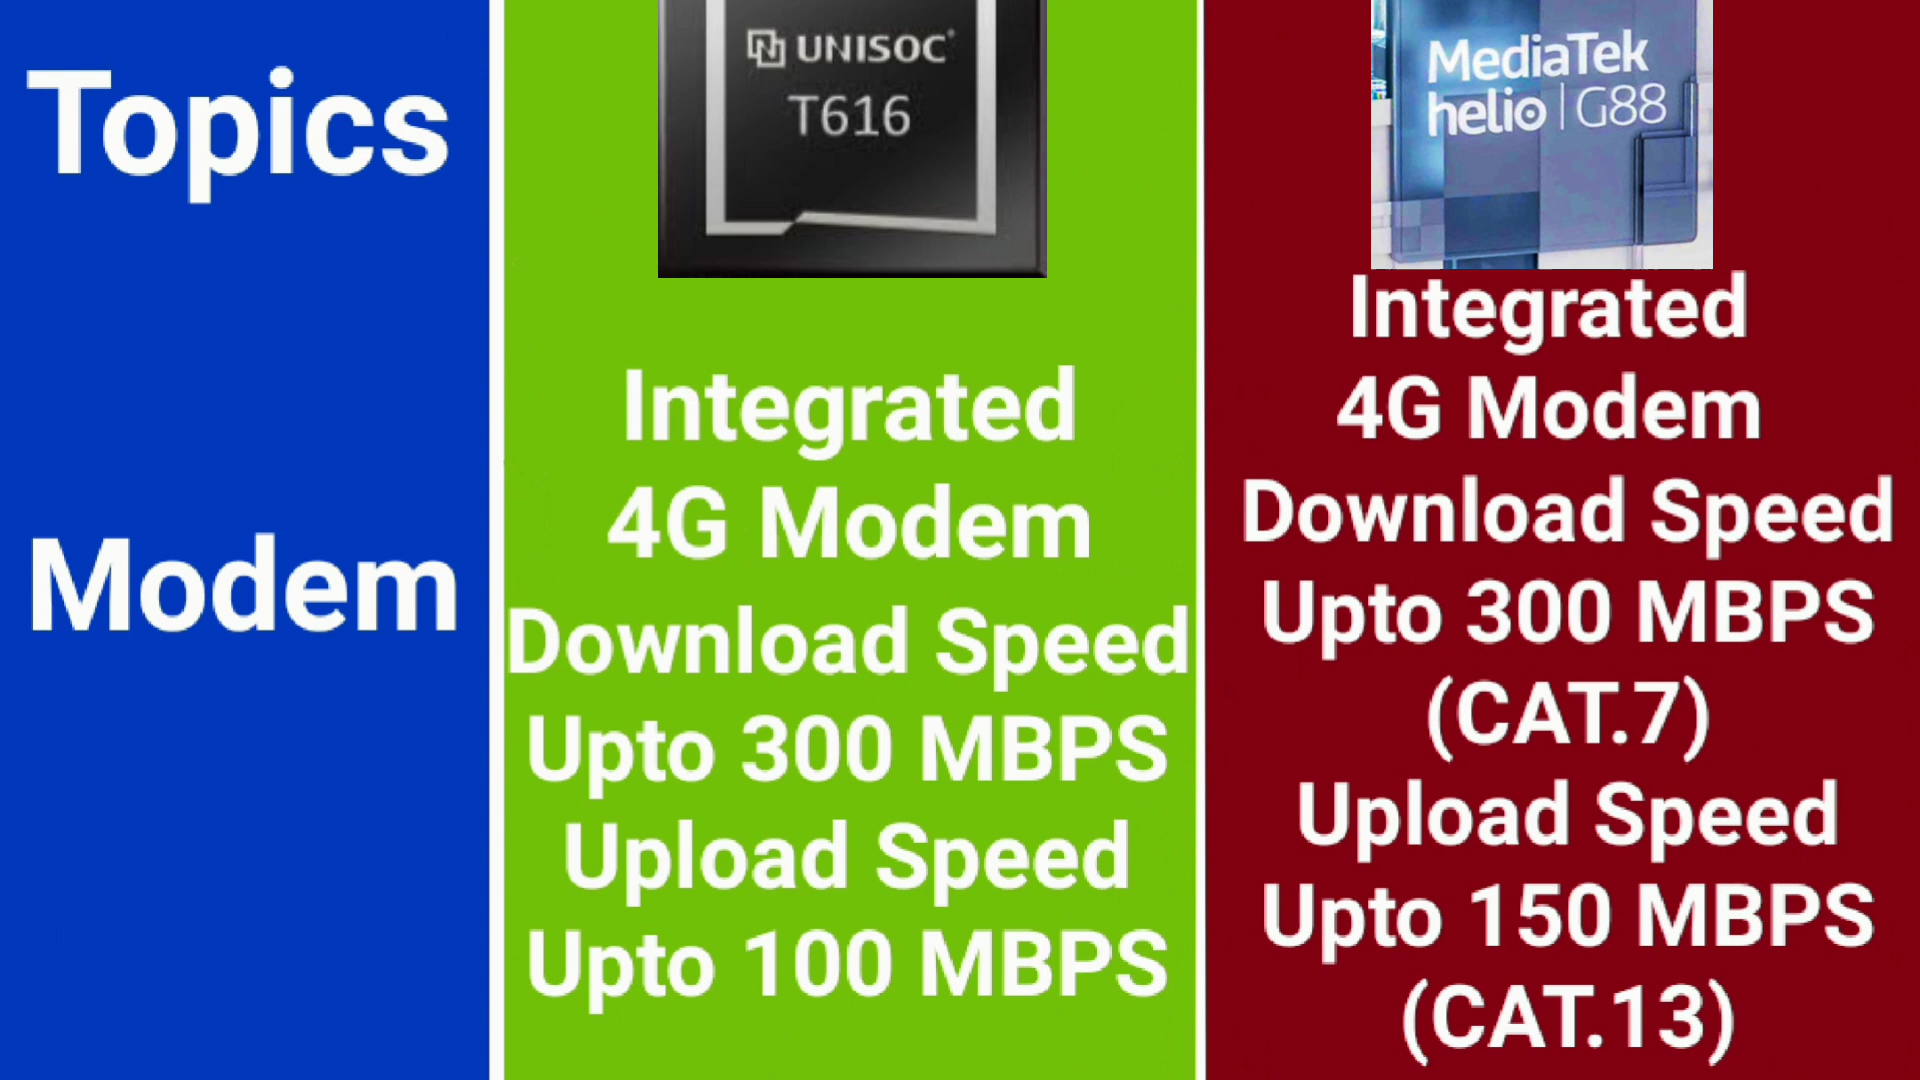 Topics
UNISOC
T616
MediaTek
helio | G88
Modem
Integrated
4G Modem
Download Speed
Upto 300 MBPS
Upload Speed
Upto 100 MBPS
Integrated
4G Modem
Download Speed
Upto 300 MBPS
(CAT.7)
Upload Speed
Upto 150 MBPS
(CAT.13)